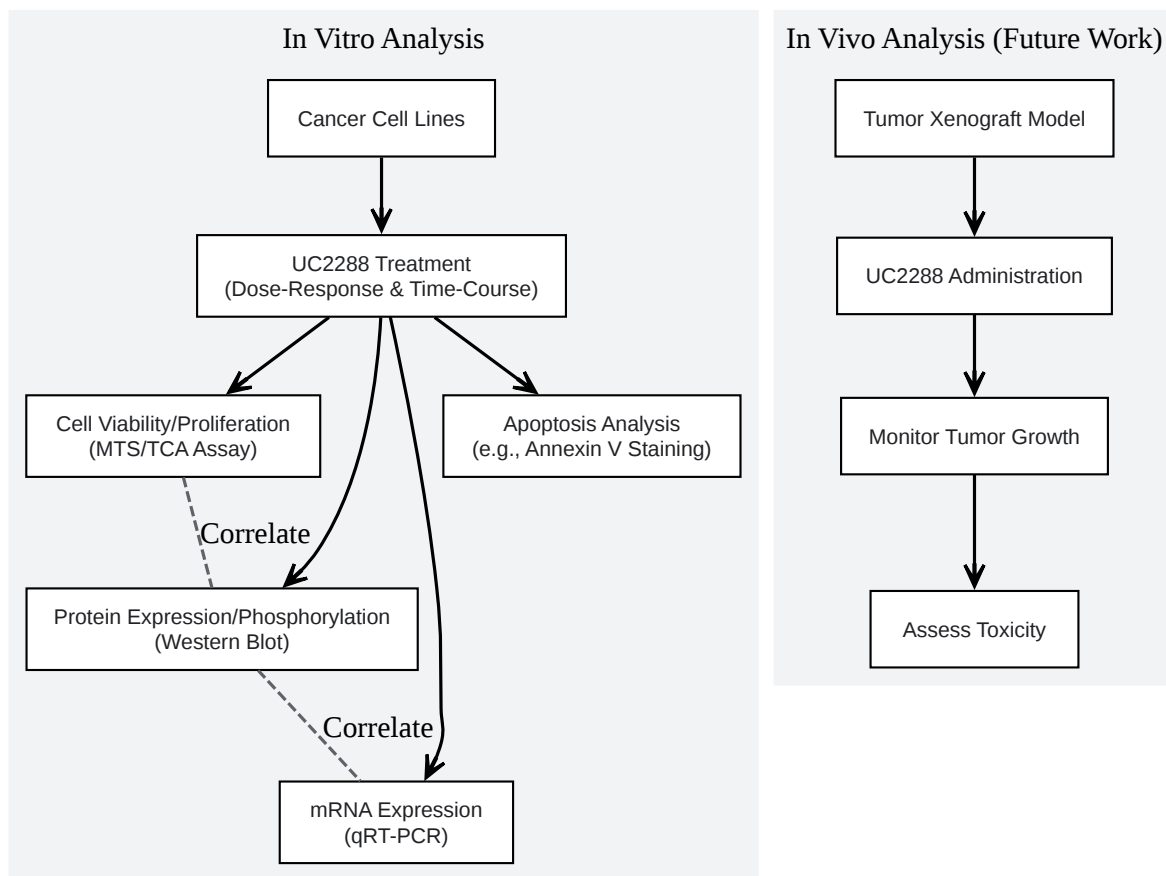 In Vitro Analysis
Cancer Cell Lines
UC2288 Treatment
(Dose-Response & Time-Course)
Cell Viability/Proliferation
(MTS/TCA Assay)
Apoptosis Analysis
(e.g., Annexin V Staining)
Correlate
Protein Expression/Phosphorylation
(Western Blot)
Correlate
mRNA Expression
(qRT-PCR)
In Vivo Analysis (Future Work)
Tumor Xenograft Model
UC2288 Administration
Monitor Tumor Growth
Assess Toxicity